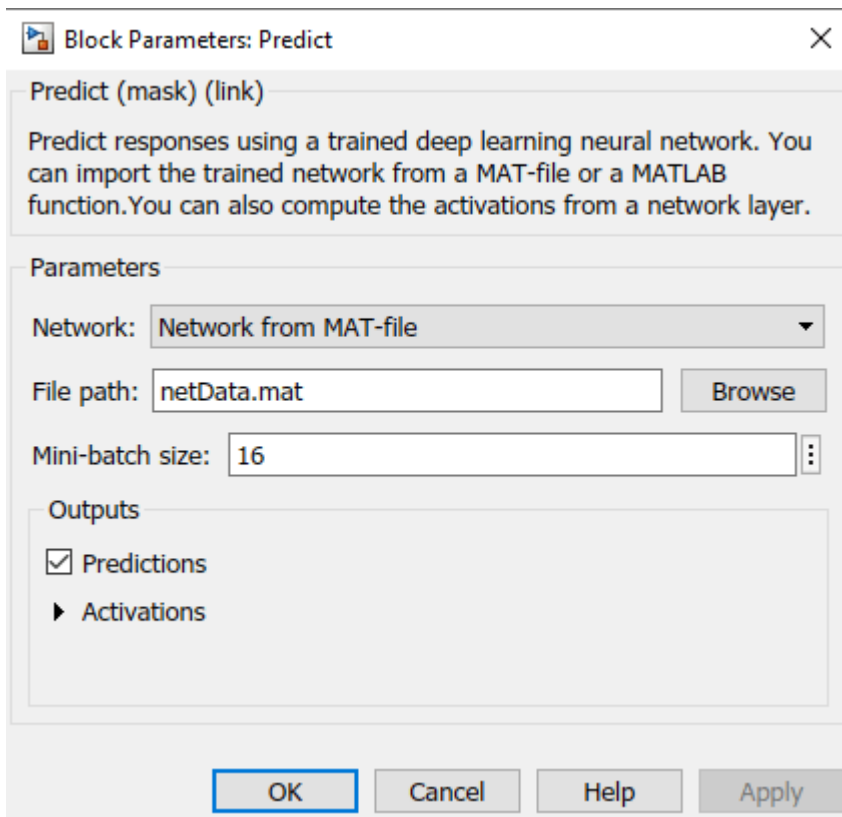 Block Parameters: Predict
Predict (mask) (link)
Predict responses using a trained deep learning neural network. You
can import the trained network from a MAT-file or a MATLAB
function.You can also compute the activations from a network layer.
Parameters
Network: Network from MAT-file
File path: netData.mat Browse
Mini-batch size: 16
Outputs
Predictions
Activations
OK Cancel Help Apply